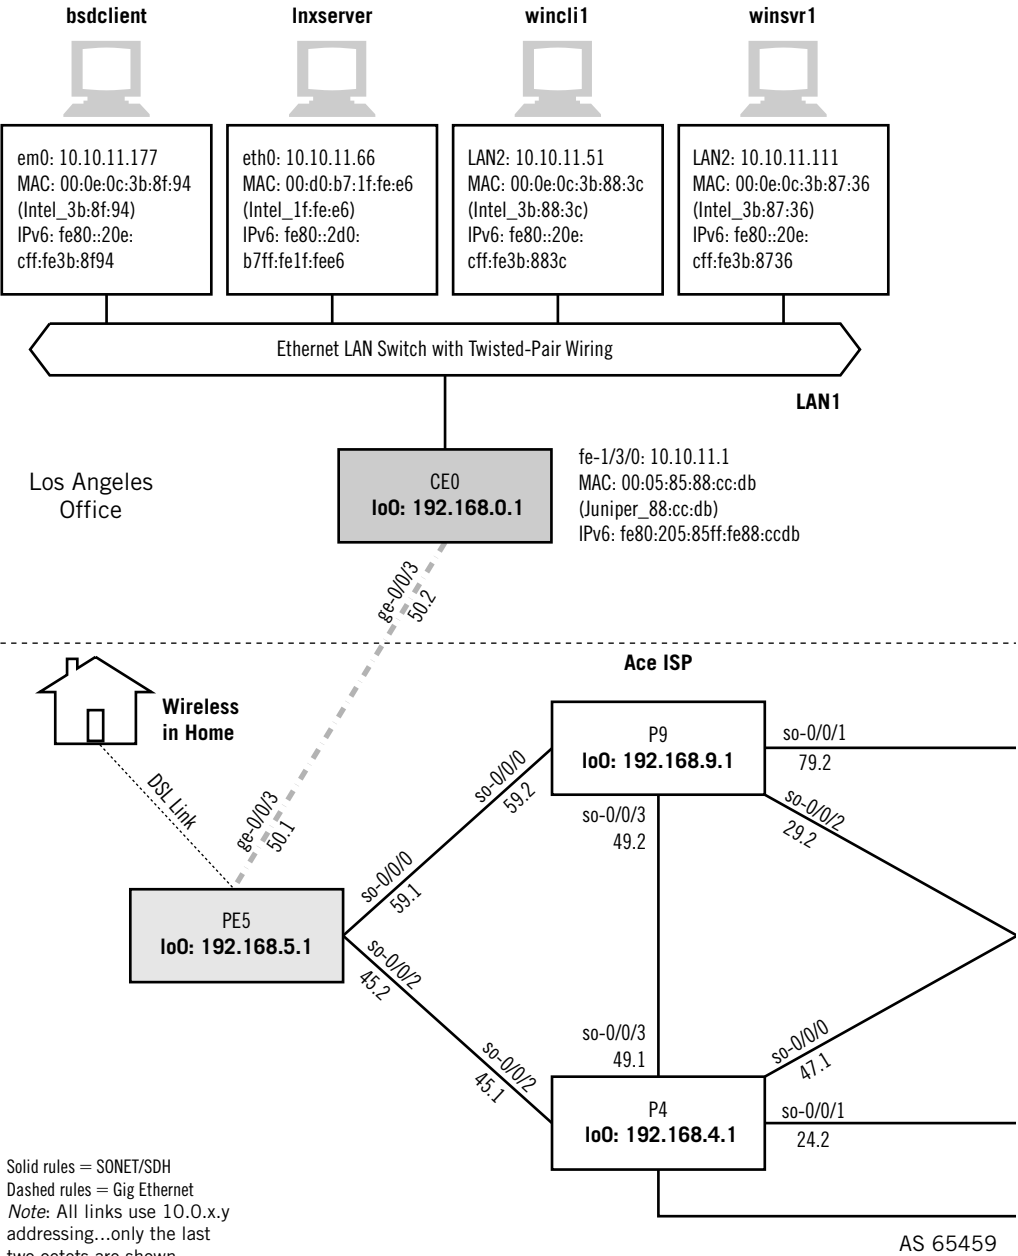 bsdclient
lnxserver
wincli1
winsvr1
em0: 10.10.11.177
MAC: 00:0e:0c:3b:8f:94
(Intel_3b:8f:94)
IPv6: fe80::20e:
cff:fe3b:8f94
eth0: 10.10.11.66
MAC: 00:d0:b7:1f:fe:e6
(Intel_1f:fe:e6)
IPv6: fe80::2d0:
b7ff:fe1f:fee6
LAN2: 10.10.11.51
MAC: 00:0e:0c:3b:88:3c
(Intel_3b:88:3c)
IPv6: fe80::20e:
cff:fe3b:883c
LAN2: 10.10.11.111
MAC: 00:0e:0c:3b:87:36
(Intel_3b:87:36)
IPv6: fe80::20e:
cff:fe3b:8736
Ethernet LAN Switch with Twisted-Pair Wiring
LAN1
Los Angeles
Office
CE0
lo0: 192.168.0.1
fe-1/3/0: 10.10.11.1
MAC: 00:05:85:88:cc:db
(Juniper_88:cc:db)
IPv6: fe80:205:85ff:fe88:ccdb
ge-0/0/3
50.2
Ace ISP
Wireless
in Home
DSL Link
ge-0/0/3
50.1
P9
lo0: 192.168.9.1
so-0/0/1
79.2
so-0/0/0
59.2
so-0/0/3
49.2
so-0/0/2
29.2
so-0/0/0
59.1
PE5
lo0: 192.168.5.1
so-0/0/2
45.2
so-0/0/2
45.1
so-0/0/3
49.1
so-0/0/0
47.1
P4
lo0: 192.168.4.1
so-0/0/1
24.2
Solid rules = SONET/SDH
Dashed rules = Gig Ethernet
Note: All links use 10.0.x.y
addressing...only the last
two octets are shown
AS 65459